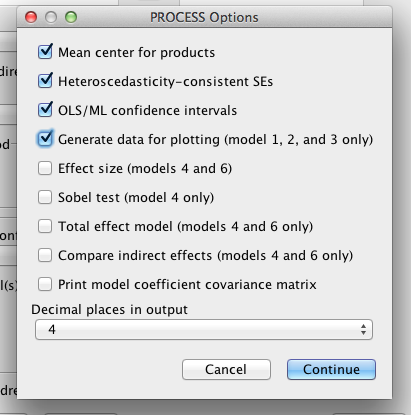 PROCESS Options
Mean center for products
Heteroscedasticity-consistent SEs
OLS/ML confidence intervals
Generate data for plotting (model 1, 2, and 3 only)
Effect size (models 4 and 6)
Sobel test (model 4 only)
Total effect model (models 4 and 6 only)
Compare indirect effects (models 4 and 6 only)
Print model coefficient covariance matrix
Decimal places in output
4
Cancel
Continue